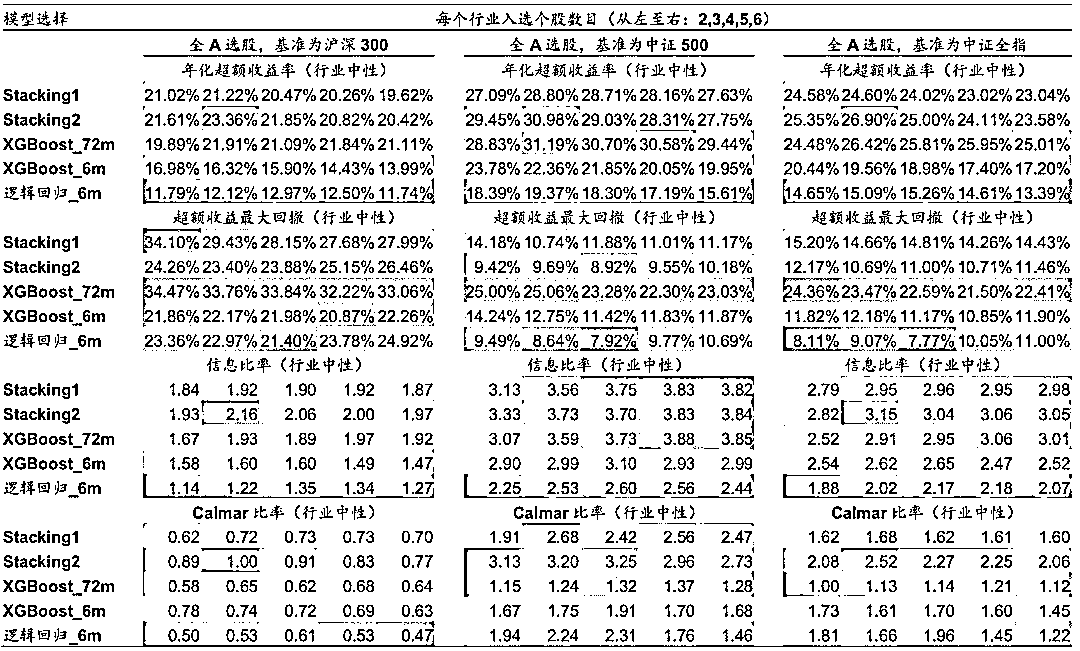 模型选择 每个行业入选个股数目（从左至右：2,3,4,5,6）
全 A 选股，基准为沪深 300 全 A 选股，基准为中证 500 全 A 选股，基准为中证全指
年化超额收益率（行业中性） 年化超额收益率（行业中性） 年化超额收益率（行业中性）
Stacking1 21.02% 21.22% 20.47% 20.26% 19.62% 27.09% 28.80% 28.71% 28.16% 27.63% 24.58% 24.60% 24.02% 23.02% 23.04%
Stacking2 21.61% 23.36% 21.85% 20.82% 20.42% 29.45% 30.98% 29.03% 28.31% 27.75% 25.35% 26.90% 25.00% 24.11% 23.58%
XGBoost_72m 19.89% 21.91% 21.09% 21.84% 21.11% 28.83% 31.19% 30.70% 30.58% 29.44% 24.48% 26.42% 25.81% 25.95% 25.01%
XGBoost_6m 16.98% 16.32% 15.90% 14.43% 13.99% 23.78% 22.36% 21.85% 20.05% 19.95% 20.44% 19.56% 18.98% 17.40% 17.20%
逻辑回归_6m 11.79% 12.12% 12.97% 12.50% 11.74% 18.39% 19.37% 18.30% 17.19% 15.61% 14.65% 15.09% 15.26% 14.61% 13.39%
超额收益最大回撤（行业中性） 超额收益最大回撤（行业中性） 超额收益最大回撤（行业中性）
Stacking1 34.10% 29.43% 28.15% 27.68% 27.99% 14.18% 10.74% 11.88% 11.01% 11.17% 15.20% 14.66% 14.81% 14.26% 14.43%
Stacking2 24.26% 23.40% 23.88% 25.15% 26.46% 9.42% 9.69% 8.92% 9.55% 10.18% 12.17% 10.69% 11.00% 10.71% 11.46%
XGBoost_72m 34.47% 33.76% 33.84% 32.22% 33.06% 25.00% 25.06% 23.28% 22.30% 23.03% 24.36% 23.47% 22.59% 21.50% 22.41%
XGBoost_6m 21.86% 22.17% 21.98% 20.87% 22.26% 14.24% 12.75% 11.42% 11.83% 11.87% 11.82% 12.18% 11.17% 10.85% 11.90%
逻辑回归_6m 23.36% 22.97% 21.40% 23.78% 24.92% 9.49% 8.64% 7.92% 9.77% 10.69% 8.11% 9.07% 7.77% 10.05% 11.00%
信息比率（行业中性） 信息比率（行业中性） 信息比率（行业中性）
Stacking1 1.84 1.92 1.90 1.92 1.87 3.13 3.56 3.75 3.83 3.82 2.79 2.95 2.96 2.95 2.98
Stacking2 1.93 2.16 2.06 2.00 1.97 3.33 3.73 3.70 3.83 3.84 2.82 3.15 3.04 3.06 3.05
XGBoost_72m 1.67 1.93 1.89 1.97 1.92 3.07 3.59 3.73 3.88 3.85 2.52 2.91 2.95 3.06 3.01
XGBoost_6m 1.58 1.60 1.60 1.49 1.47 2.90 2.99 3.10 2.93 2.99 2.54 2.62 2.65 2.47 2.52
逻辑回归_6m 1.14 1.22 1.35 1.34 1.27 2.25 2.53 2.60 2.56 2.44 1.88 2.02 2.17 2.18 2.07
Calmar 比率（行业中性） Calmar 比率（行业中性） Calmar 比率（行业中性）
Stacking1 0.62 0.72 0.73 0.73 0.70 1.91 2.68 2.42 2.56 2.47 1.62 1.68 1.62 1.61 1.60
Stacking2 0.89 1.00 0.91 0.83 0.77 3.13 3.20 3.25 2.96 2.73 2.08 2.52 2.27 2.25 2.06
XGBoost_72m 0.58 0.65 0.62 0.68 0.64 1.15 1.24 1.32 1.37 1.28 1.00 1.13 1.14 1.21 1.12
XGBoost_6m 0.78 0.74 0.72 0.69 0.63 1.67 1.75 1.91 1.70 1.68 1.73 1.61 1.70 1.60 1.45
逻辑回归_6m 0.50 0.53 0.61 0.53 0.47 1.94 2.24 2.31 1.76 1.46 1.81 1.66 1.96 1.45 1.22